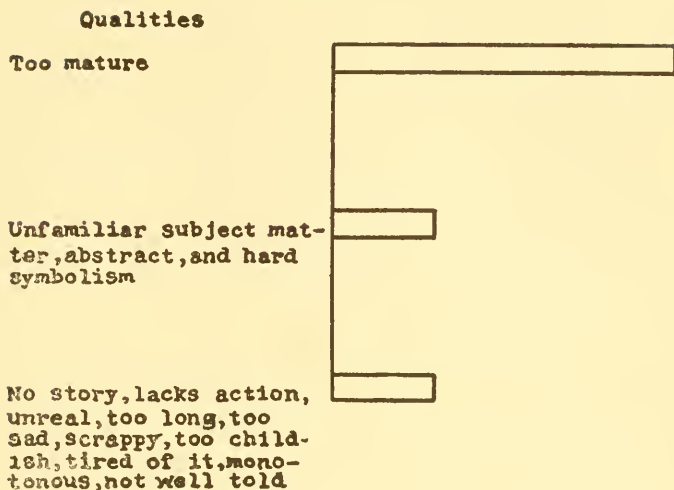 Qualities
Too mature
Unfamiliar subject mat-
ter,abstract,and hard
symbolism
No story,lacks action,
unreal,too long,too
sad,scrappy,too child-
ish,tired of it,mono-
tonous,not well told